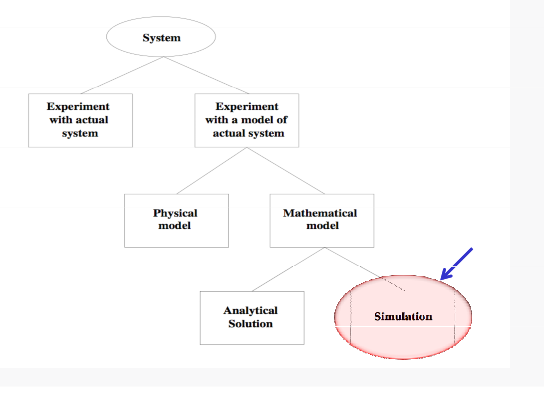 System
Experiment
with actual
system
Experiment
with a model of
actual system
Physical
model
Mathematical
model
Analytical
Solution
Simulation